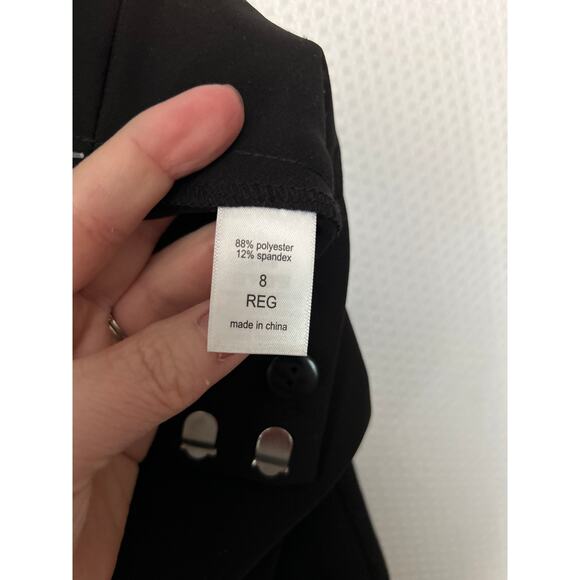 88% polyester
12% spandex
8
REG
made in china